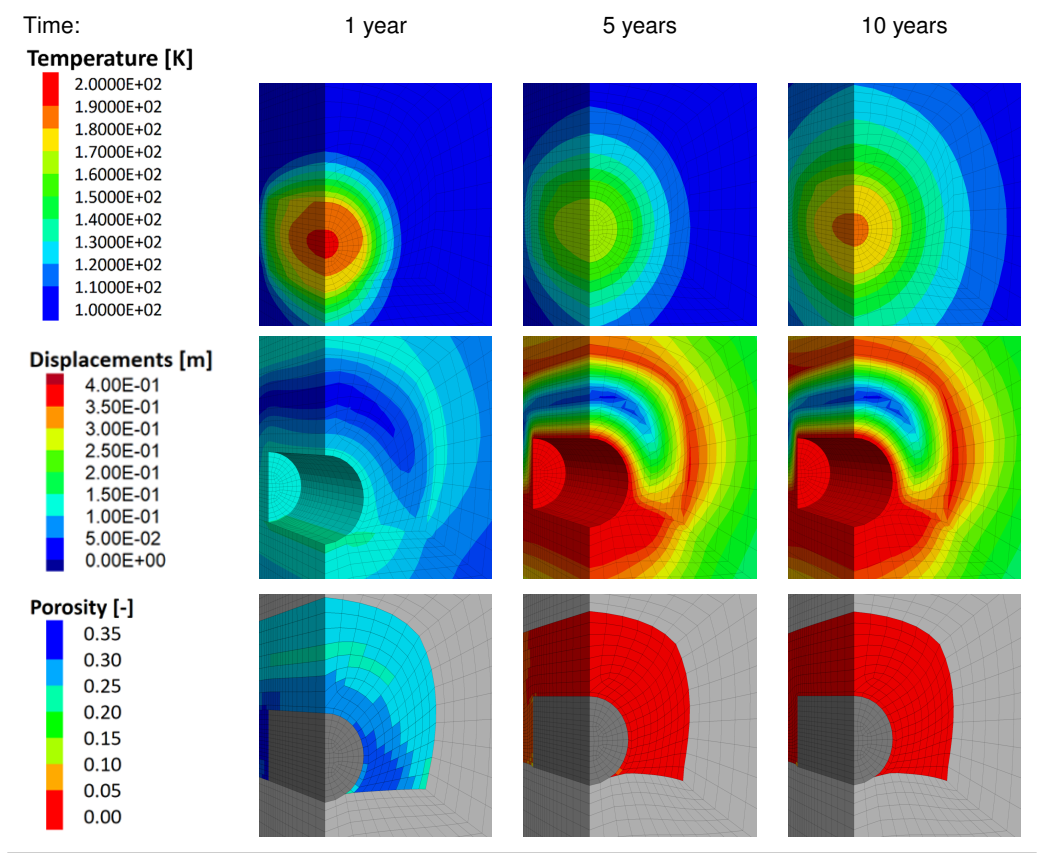 Time: 1 year 5 years 10 years
Temperature [K]
2.0000E+02
1.9000E+02
1.8000E+02
1.7000E+02
1.6000E+02
1.5000E+02
1.4000E+02
1.3000E+02
1.2000E+02
1.1000E+02
1.0000E+02
Displacements [m]
4.00E-01
3.50E-01
3.00E-01
2.50E-01
2.00E-01
1.50E-01
1.00E-01
5.00E-02
0.00E+00
Porosity [-]
0.35
0.30
0.25
0.20
0.15
0.10
0.05
0.00